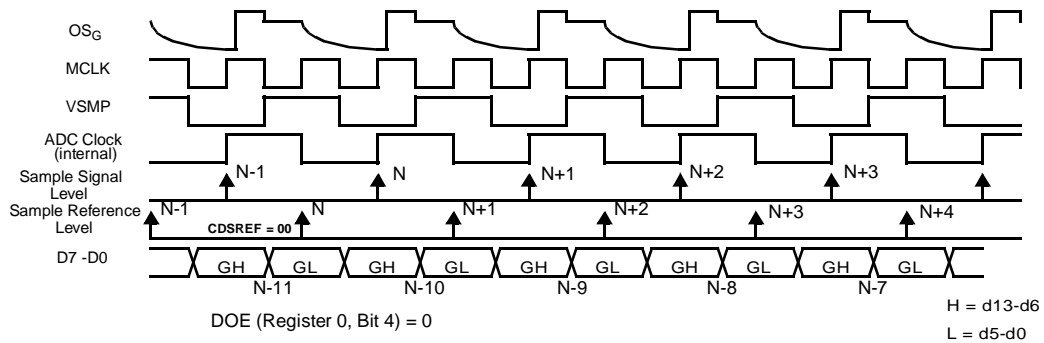 OSG
MCLK
VSMP
ADC Clock
(internal)
N-1 N N+1 N+2 N+3
Sample Signal
Level
Sample Reference
Level
N-1 N N+1 N+2 N+3 N+4
CDSREF = 00
D7 -D0
GH GL GH GL GH GL GH GL GH GL
N-11 N-10 N-9 N-8 N-7
DOE (Register 0, Bit 4) = 0
H = d13-d6
L = d5-d0